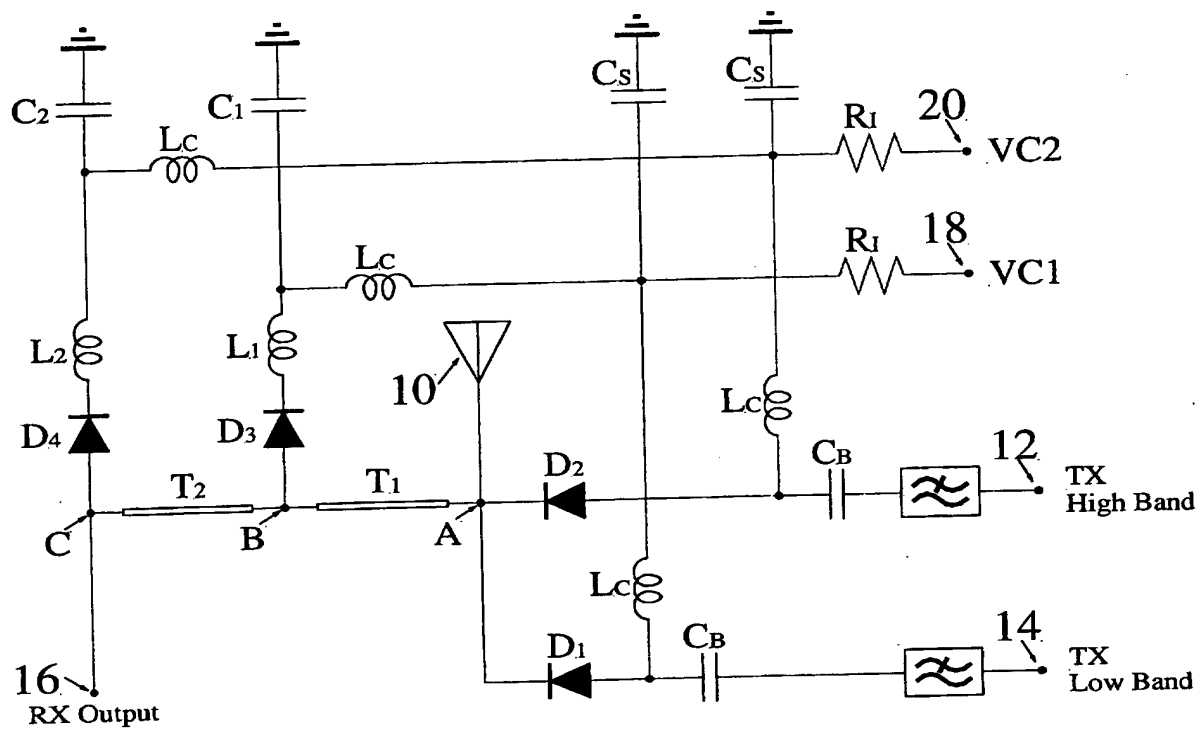 C2
C1
CS
CS
LC
RI
20
VC2
LC
RI
18
VC1
L2
L1
10
LC
D4
D3
D2
CB
12
TX
High Band
T2
T1
C
B
A
LC
D1
CB
14
TX
Low Band
16
RX Output